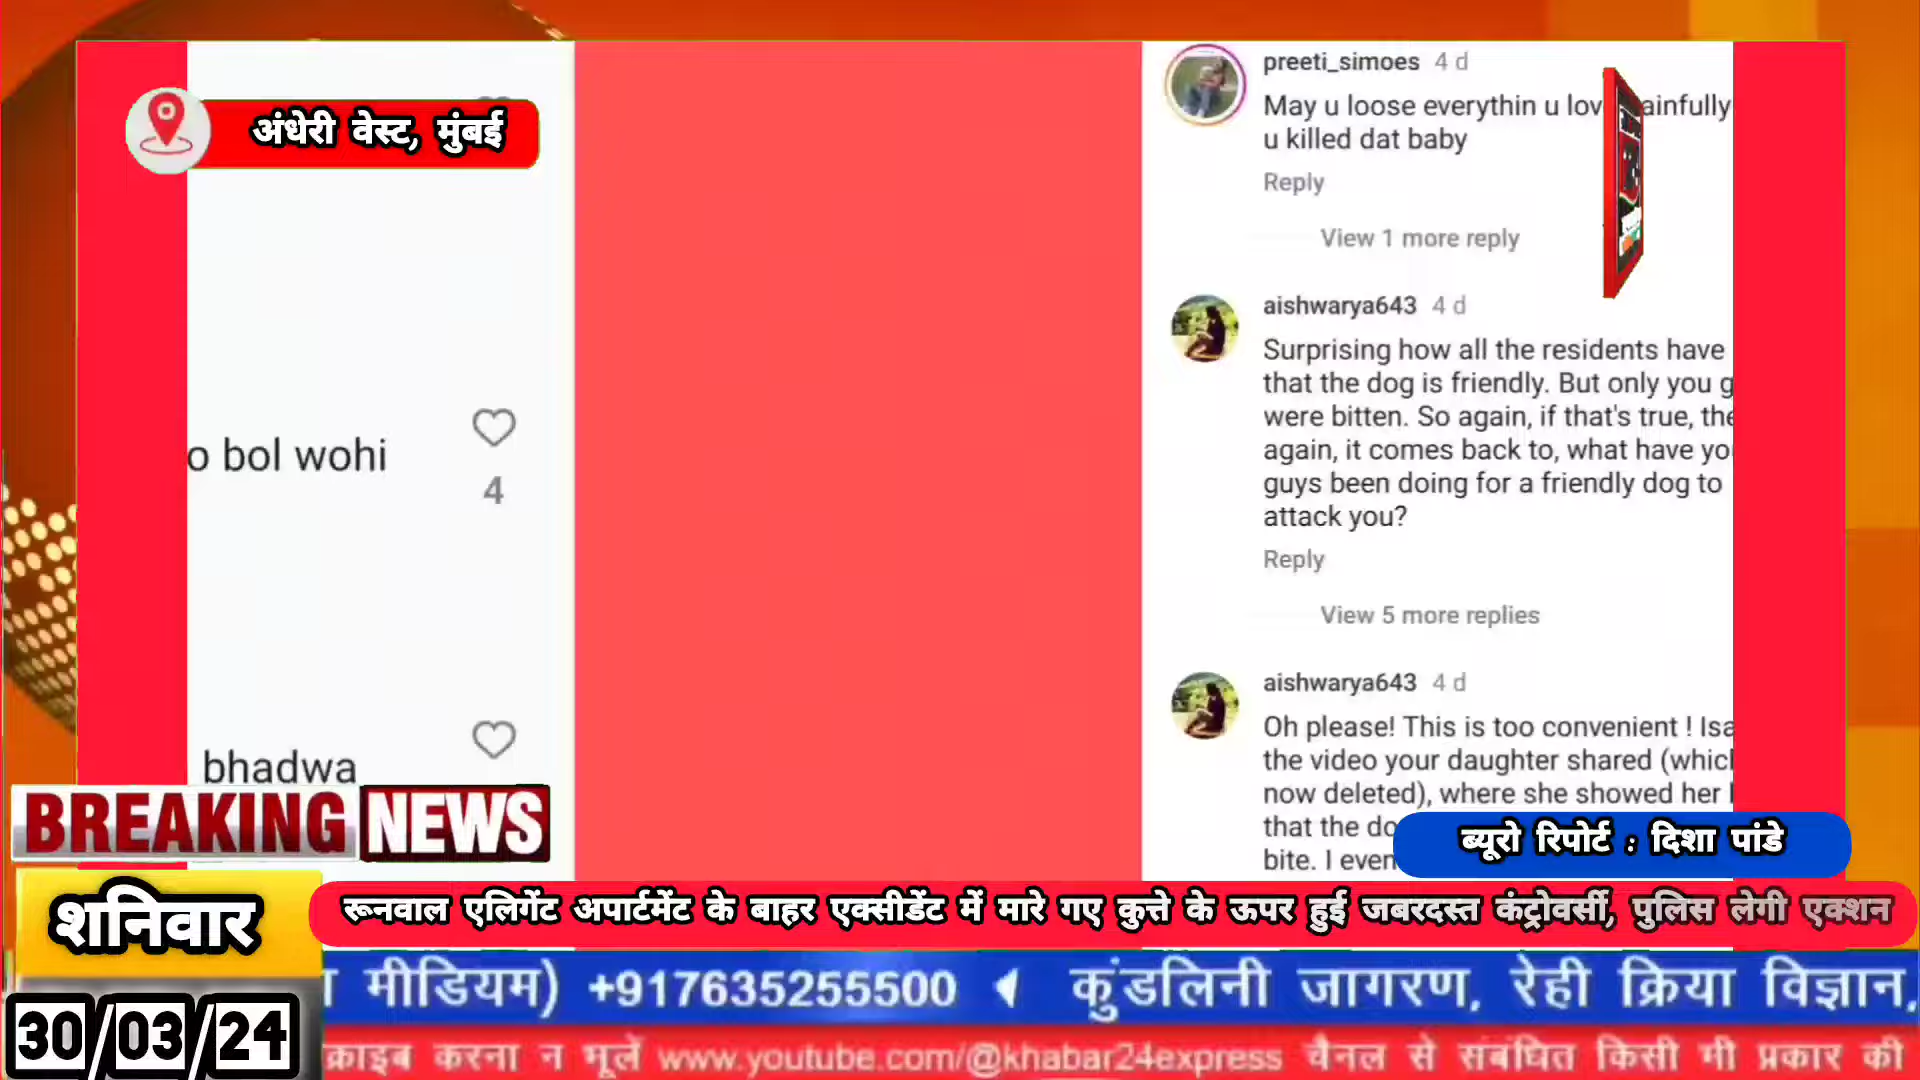 अंधेरी वेस्ट, मुंबई
o bol wohi
4
bhadwa
preeti_simoes 4 d
May u loose everythin u lov ainfully
u killed dat baby
Reply
View 1 more reply
aishwarya643 4 d
Surprising how all the residents have
that the dog is friendly. But only you g
were bitten. So again, if that's true, the
again, it comes back to, what have yo
guys been doing for a friendly dog to
attack you?
Reply
View 5 more replies
aishwarya643 4 d
Oh please! This is too convenient ! Isa
the video your daughter shared (whicl
now deleted), where she showed her
that the do
bite. I even
ब्यूरो रिपोर्ट : दिशा पांडे
BREAKING NEWS
शनिवार
रूनवाल एलिगेंट अपार्टमेंट के बाहर एक्सीडेंट में मारे गए कुत्ते के ऊपर हुई जबरदस्त कंट्रोवर्सी, पुलिस लेगी एक्शन
मीडियम) +917635255500 कुंडलिनी जागरण, रेही क्रिया विज्ञान,
30/03/24
क्राइब करना न भूलें www.youtube.com/@khabar24express चैनल से संबंधित किसी भी प्रकार की